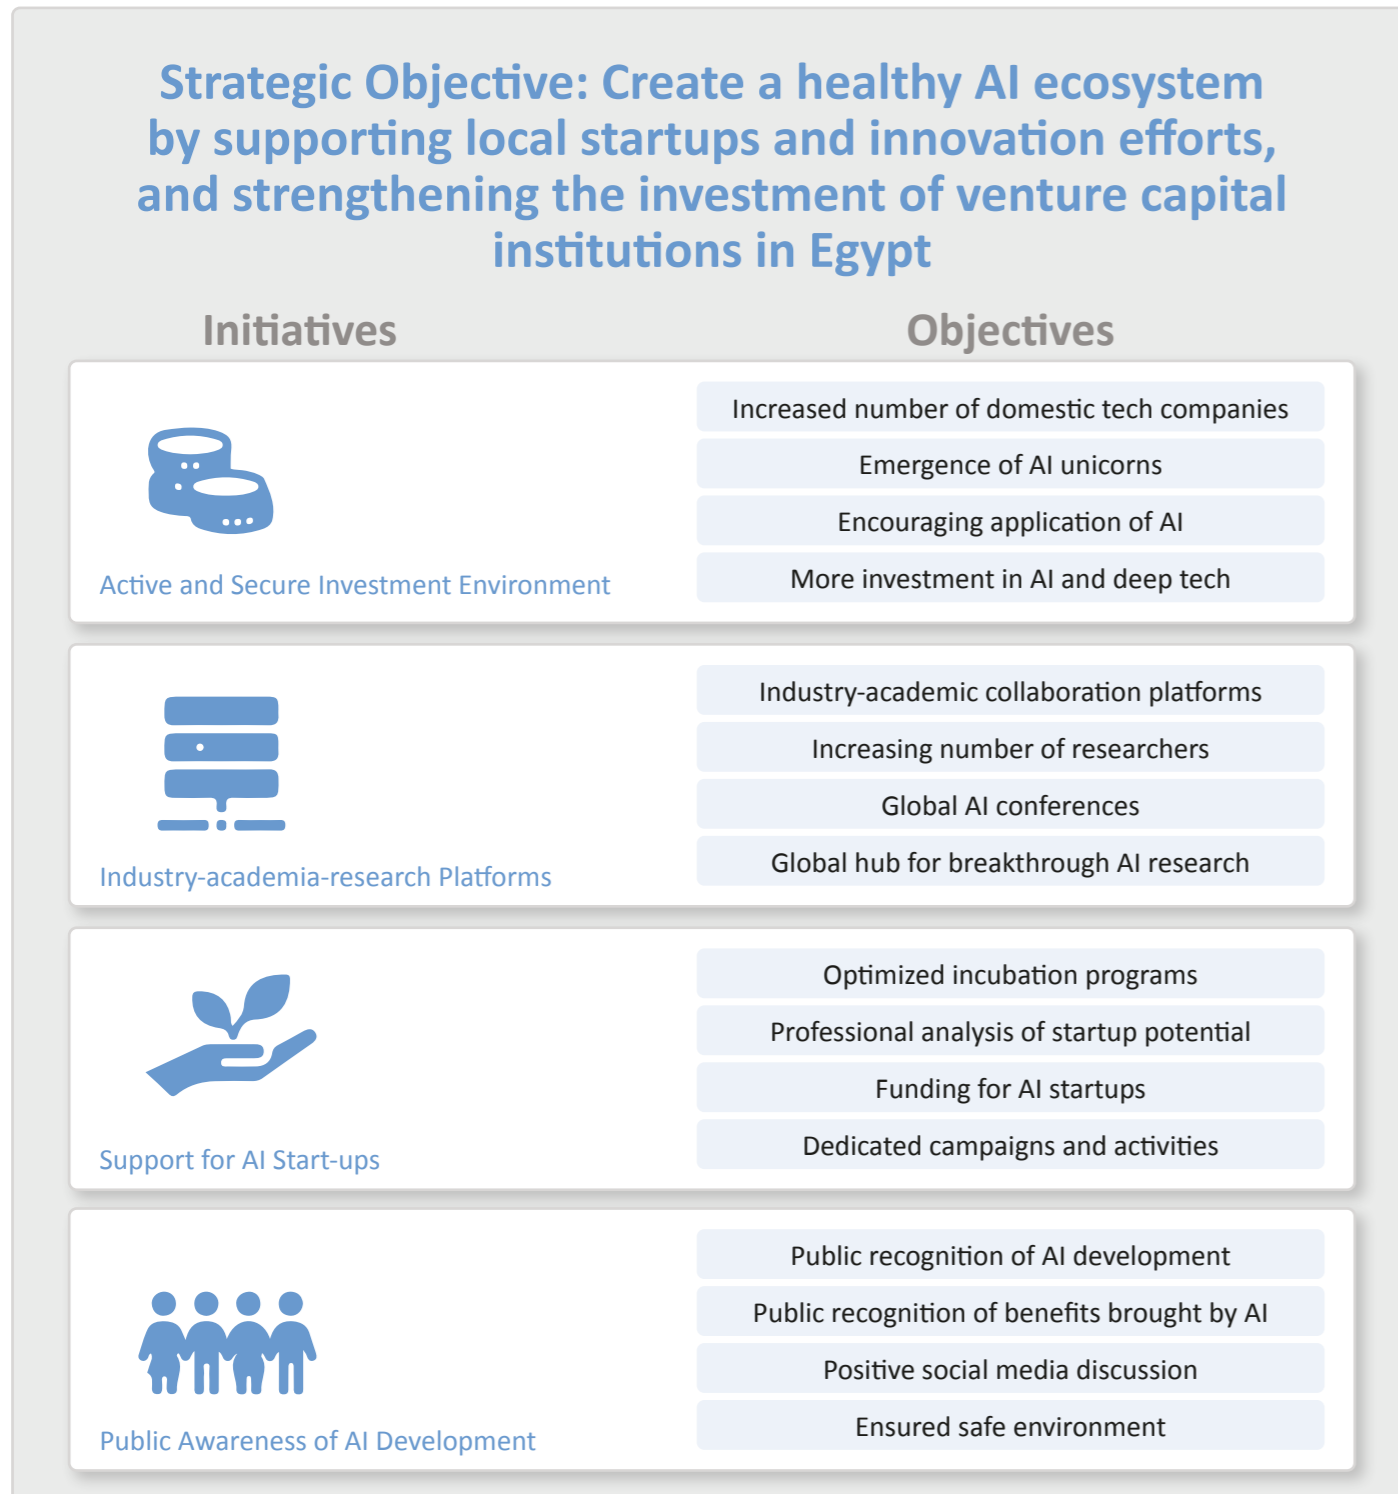 Strategic Objective: Create a healthy AI ecosystem
by supporting local startups and innovation efforts,
and strengthening the investment of venture capital
institutions in Egypt
Initiatives
Objectives
Active and Secure Investment Environment
Increased number of domestic tech companies
Emergence of AI unicorns
Encouraging application of AI
More investment in AI and deep tech
Industry-academia-research Platforms
Industry-academic collaboration platforms
Increasing number of researchers
Global AI conferences
Global hub for breakthrough AI research
Support for AI Start-ups
Optimized incubation programs
Professional analysis of startup potential
Funding for AI startups
Dedicated campaigns and activities
Public Awareness of AI Development
Public recognition of AI development
Public recognition of benefits brought by AI
Positive social media discussion
Ensured safe environment